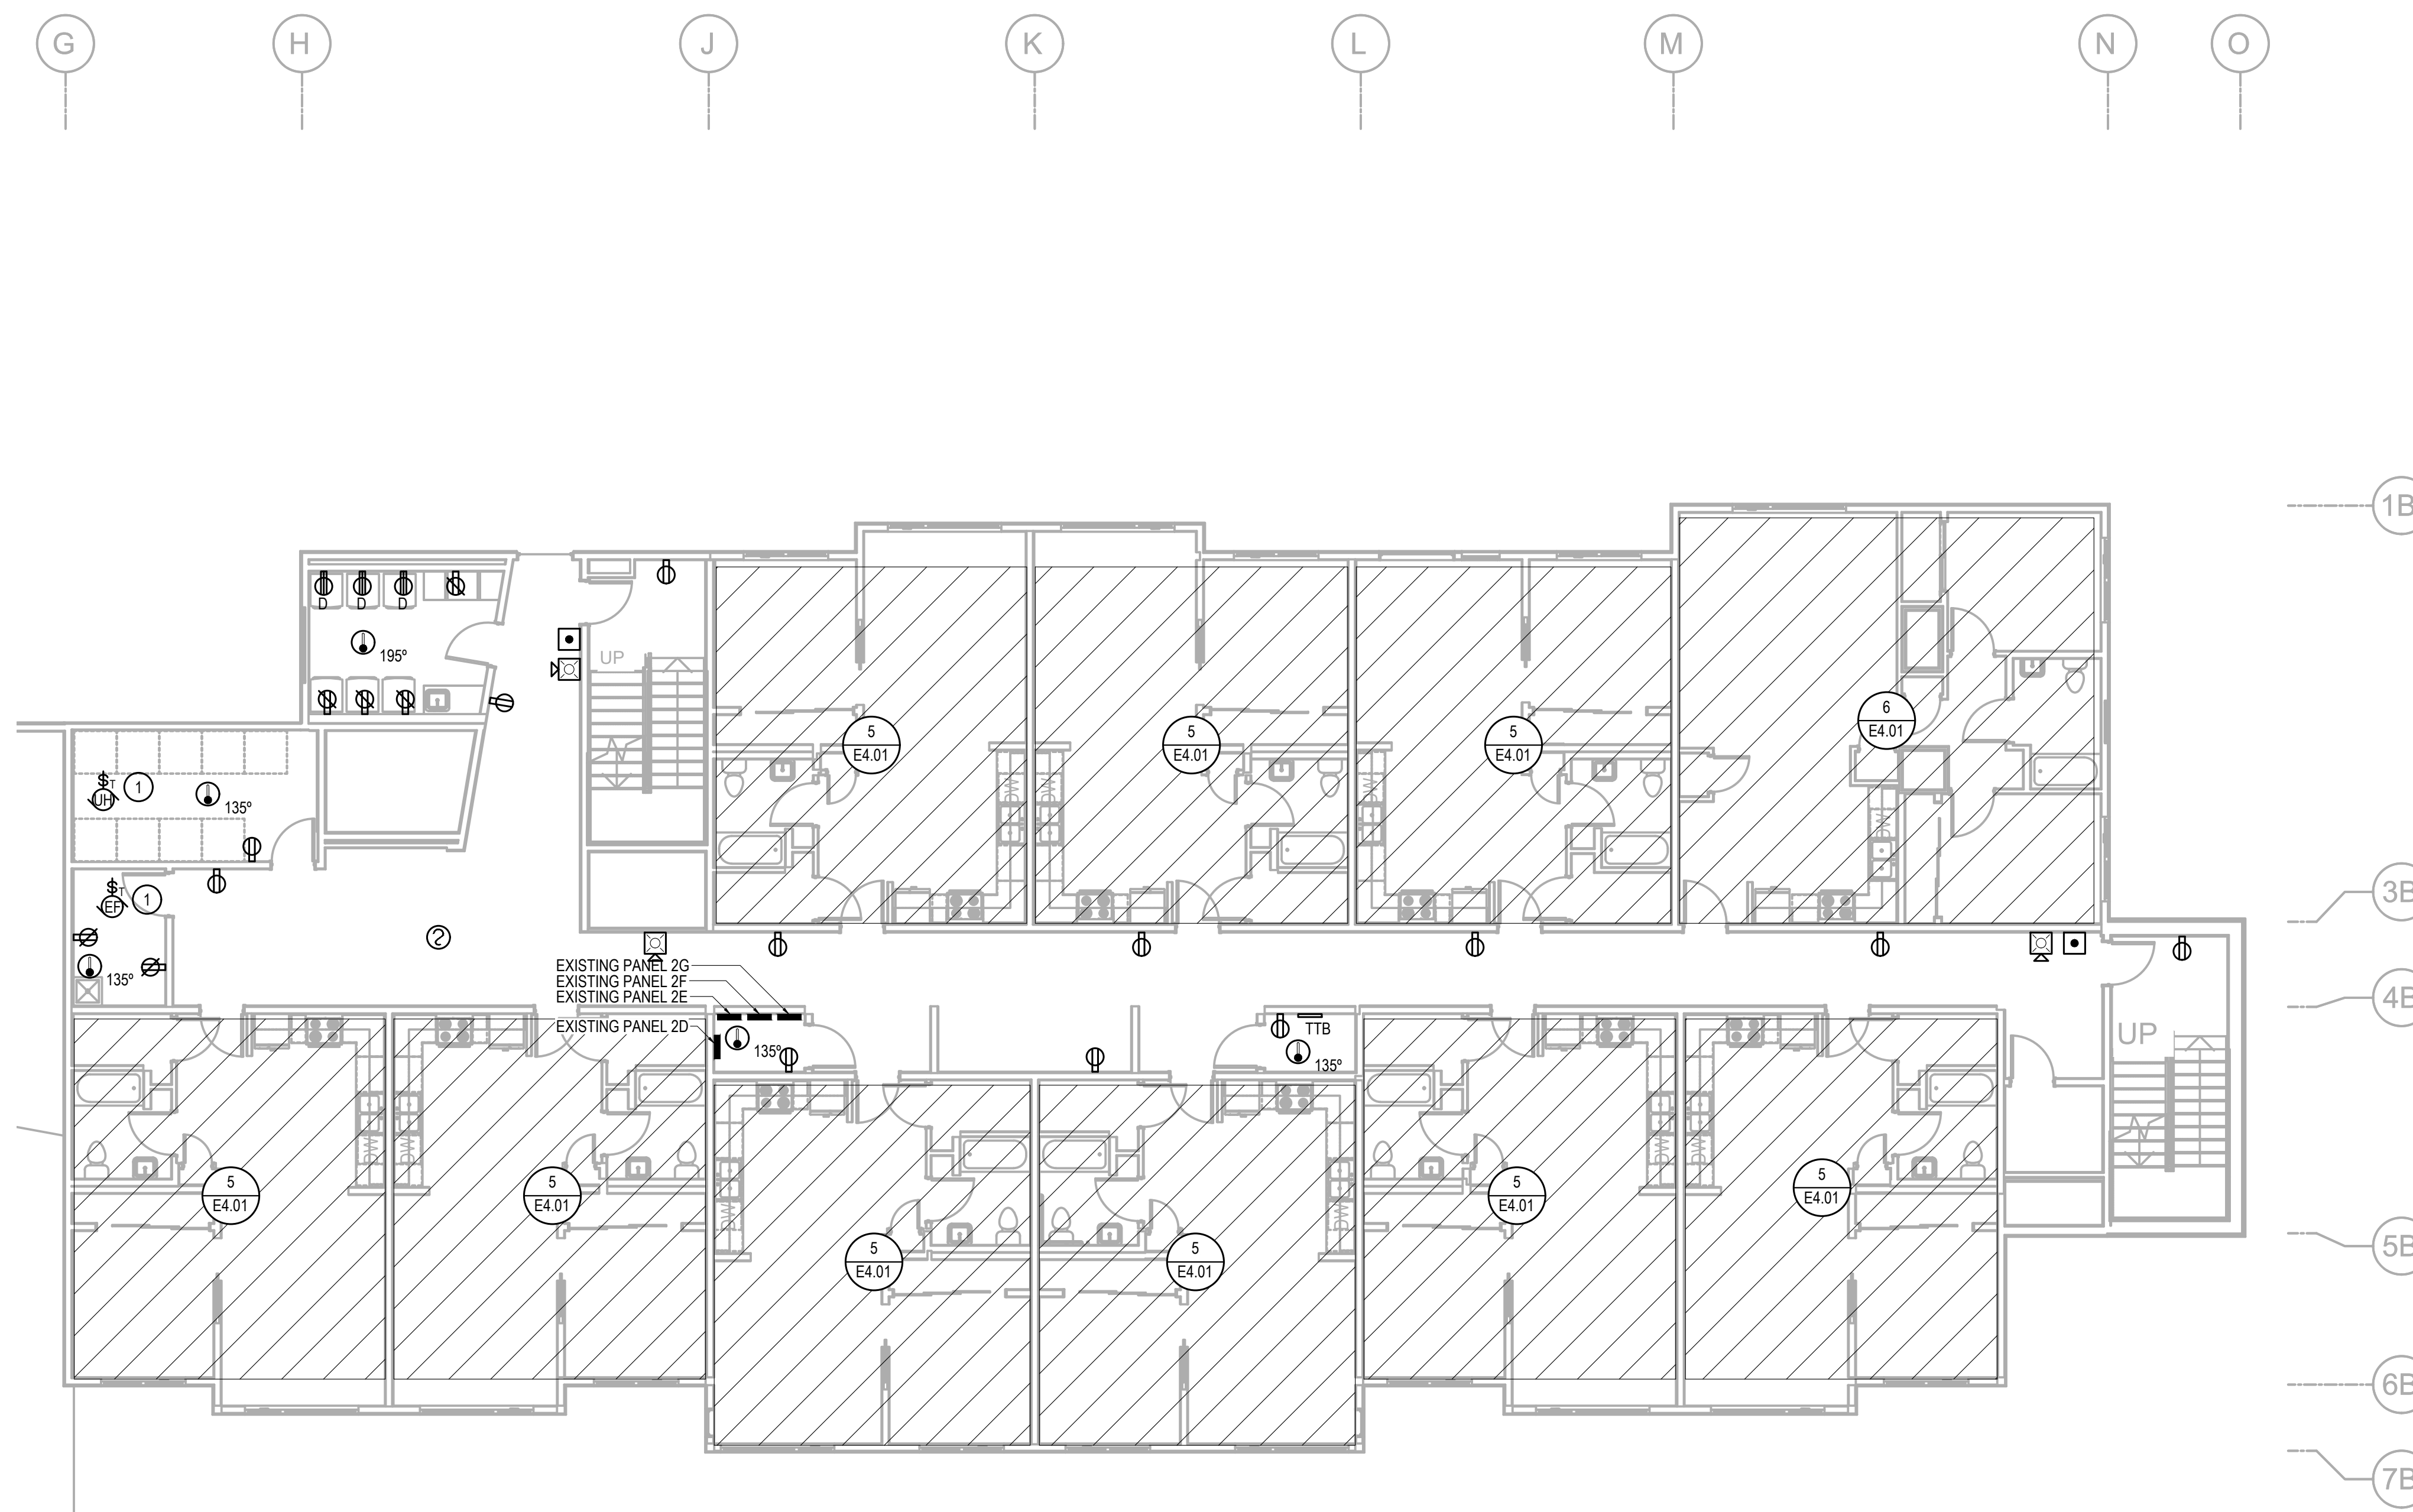 G H J K L M N O
1B
D D D
195°
UP
5
E4.01
5
E4.01
5
E4.01
6
E4.01
$T
UH
1
135°
DW
DW
DW
DW
$T
EF
1
3B
135°
EXISTING PANEL 2G
EXISTING PANEL 2F
EXISTING PANEL 2E
EXISTING PANEL 2D
135°
TTB
135°
UP
4B
DW
DW
DW
DW
DW
DW
5
E4.01
5
E4.01
5
E4.01
5
E4.01
5
E4.01
5
E4.01
5B
6B
7B